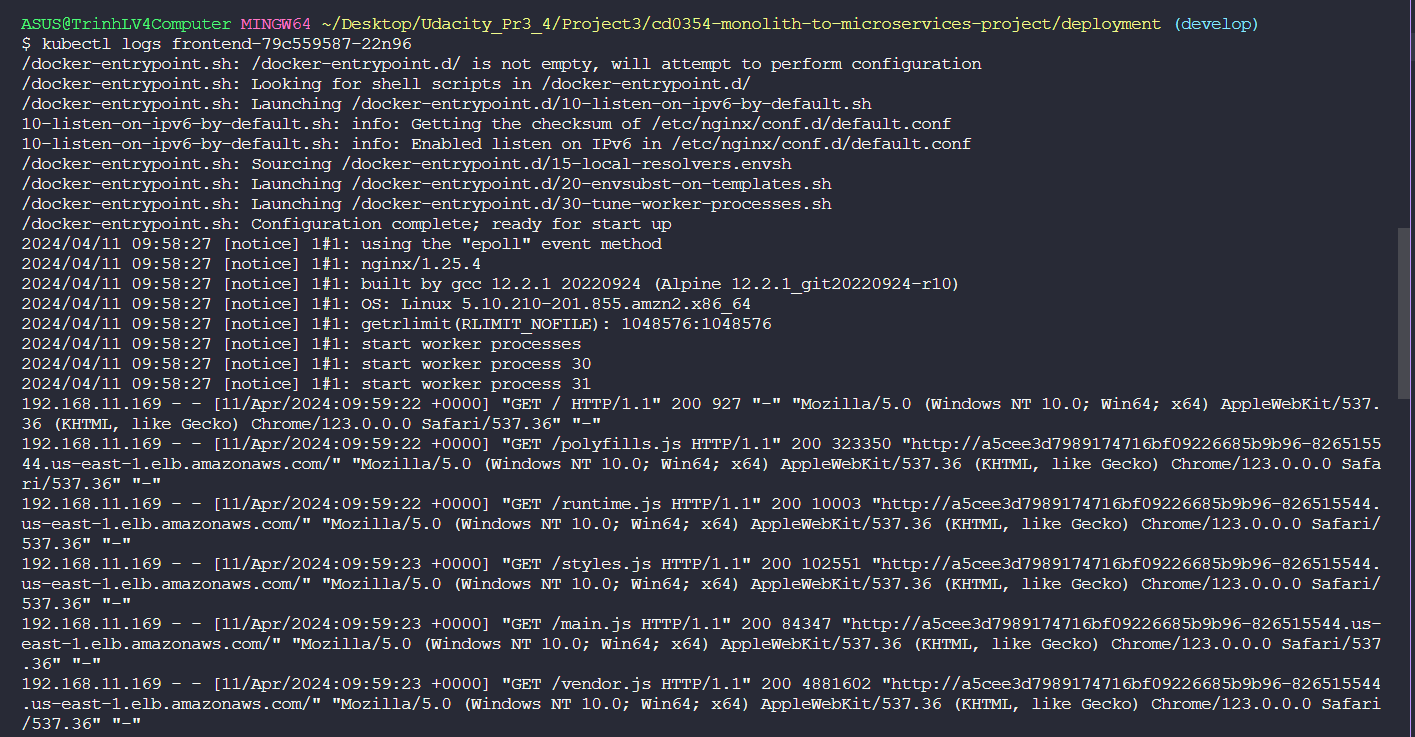 ASUS@TrinhLV4Computer MINGW64 ~/Desktop/Udacity_Pr3_4/Project3/cd0354-monolith-to-microservices-project/deployment (develop)
$ kubectl logs frontend-79c559587-22n96
/docker-entrypoint.sh: /docker-entrypoint.d/ is not empty, will attempt to perform configuration
/docker-entrypoint.sh: Looking for shell scripts in /docker-entrypoint.d/
/docker-entrypoint.sh: Launching /docker-entrypoint.d/10-listen-on-ipv6-by-default.sh
10-listen-on-ipv6-by-default.sh: info: Getting the checksum of /etc/nginx/conf.d/default.conf
10-listen-on-ipv6-by-default.sh: info: Enabled listen on IPv6 in /etc/nginx/conf.d/default.conf
/docker-entrypoint.sh: Sourcing /docker-entrypoint.d/15-local-resolvers.envsh
/docker-entrypoint.sh: Launching /docker-entrypoint.d/20-envsubst-on-templates.sh
/docker-entrypoint.sh: Launching /docker-entrypoint.d/30-tune-worker-processes.sh
/docker-entrypoint.sh: Configuration complete; ready for start up
2024/04/11 09:58:27 [notice] 1#1: using the "epoll" event method
2024/04/11 09:58:27 [notice] 1#1: nginx/1.25.4
2024/04/11 09:58:27 [notice] 1#1: built by gcc 12.2.1 20220924 (Alpine 12.2.1_git20220924-r10)
2024/04/11 09:58:27 [notice] 1#1: OS: Linux 5.10.210-201.855.amzn2.x86_64
2024/04/11 09:58:27 [notice] 1#1: getrlimit(RLIMIT_NOFILE): 1048576:1048576
2024/04/11 09:58:27 [notice] 1#1: start worker processes
2024/04/11 09:58:27 [notice] 1#1: start worker process 30
2024/04/11 09:58:27 [notice] 1#1: start worker process 31
192.168.11.169 - - [11/Apr/2024:09:59:22 +0000] "GET / HTTP/1.1" 200 927 "-" "Mozilla/5.0 (Windows NT 10.0; Win64; x64) AppleWebKit/537.
36 (KHTML, like Gecko) Chrome/123.0.0.0 Safari/537.36" "-"
192.168.11.169 - - [11/Apr/2024:09:59:22 +0000] "GET /polyfills.js HTTP/1.1" 200 323350 "http://a5cee3d7989174716bf09226685b9b96-8265155
44.us-east-1.elb.amazonaws.com/" "Mozilla/5.0 (Windows NT 10.0; Win64; x64) AppleWebKit/537.36 (KHTML, like Gecko) Chrome/123.0.0.0 Safa
ri/537.36" "-"
192.168.11.169 - - [11/Apr/2024:09:59:22 +0000] "GET /runtime.js HTTP/1.1" 200 10003 "http://a5cee3d7989174716bf09226685b9b96-826515544.
us-east-1.elb.amazonaws.com/" "Mozilla/5.0 (Windows NT 10.0; Win64; x64) AppleWebKit/537.36 (KHTML, like Gecko) Chrome/123.0.0.0 Safari/
537.36" "-"
192.168.11.169 - - [11/Apr/2024:09:59:23 +0000] "GET /styles.js HTTP/1.1" 200 102551 "http://a5cee3d7989174716bf09226685b9b96-826515544.
us-east-1.elb.amazonaws.com/" "Mozilla/5.0 (Windows NT 10.0; Win64; x64) AppleWebKit/537.36 (KHTML, like Gecko) Chrome/123.0.0.0 Safari/
537.36" "-"
192.168.11.169 - - [11/Apr/2024:09:59:23 +0000] "GET /main.js HTTP/1.1" 200 84347 "http://a5cee3d7989174716bf09226685b9b96-826515544.us-
east-1.elb.amazonaws.com/" "Mozilla/5.0 (Windows NT 10.0; Win64; x64) AppleWebKit/537.36 (KHTML, like Gecko) Chrome/123.0.0.0 Safari/537
.36" "-"
192.168.11.169 - - [11/Apr/2024:09:59:23 +0000] "GET /vendor.js HTTP/1.1" 200 4881602 "http://a5cee3d7989174716bf09226685b9b96-826515544
.us-east-1.elb.amazonaws.com/" "Mozilla/5.0 (Windows NT 10.0; Win64; x64) AppleWebKit/537.36 (KHTML, like Gecko) Chrome/123.0.0.0 Safari
/537.36" "-"